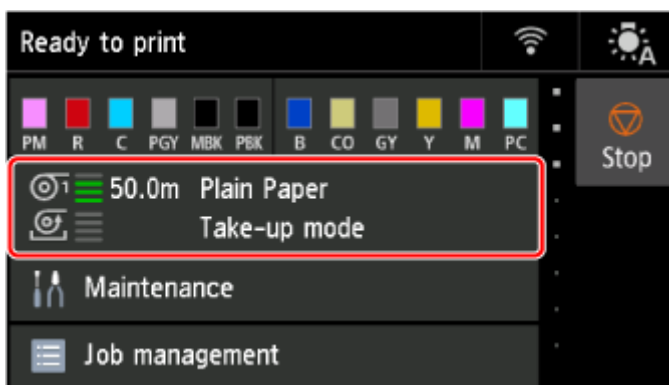 Ready to print
A
PM R C PGY MBK PBK B CO GY Y M PC
Stop
1 50.0m Plain Paper
Take-up mode
Maintenance
Job management